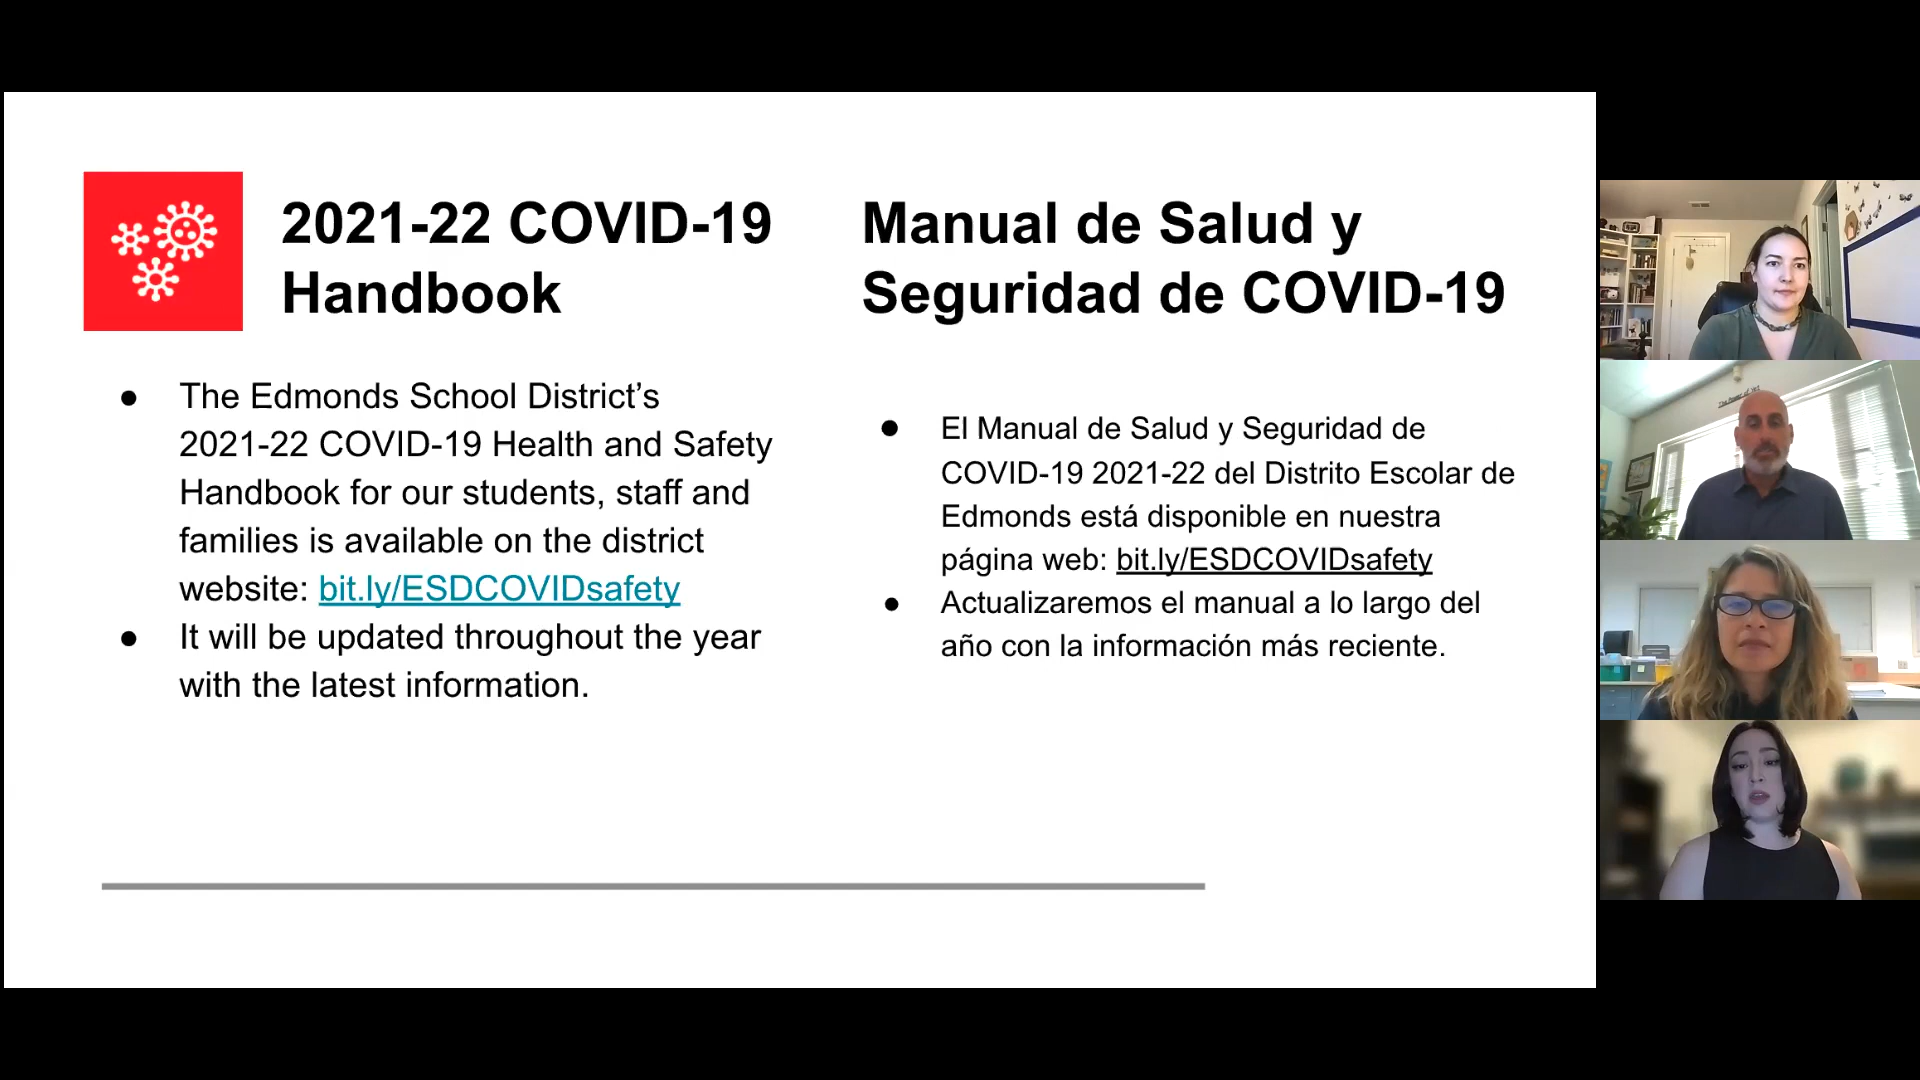 2021-22 COVID-19
Handbook
The Edmonds School District’s
2021-22 COVID-19 Health and Safety
Handbook for our students, staff and
families is available on the district
website: bit.ly/ESDCOVIDsafety
It will be updated throughout the year
with the latest information.
Manual de Salud y
Seguridad de COVID-19
El Manual de Salud y Seguridad de
COVID-19 2021-22 del Distrito Escolar de
Edmonds está disponible en nuestra
página web: bit.ly/ESDCOVIDsafety
Actualizaremos el manual a lo largo del
año con la información más reciente.
The Power of Yet